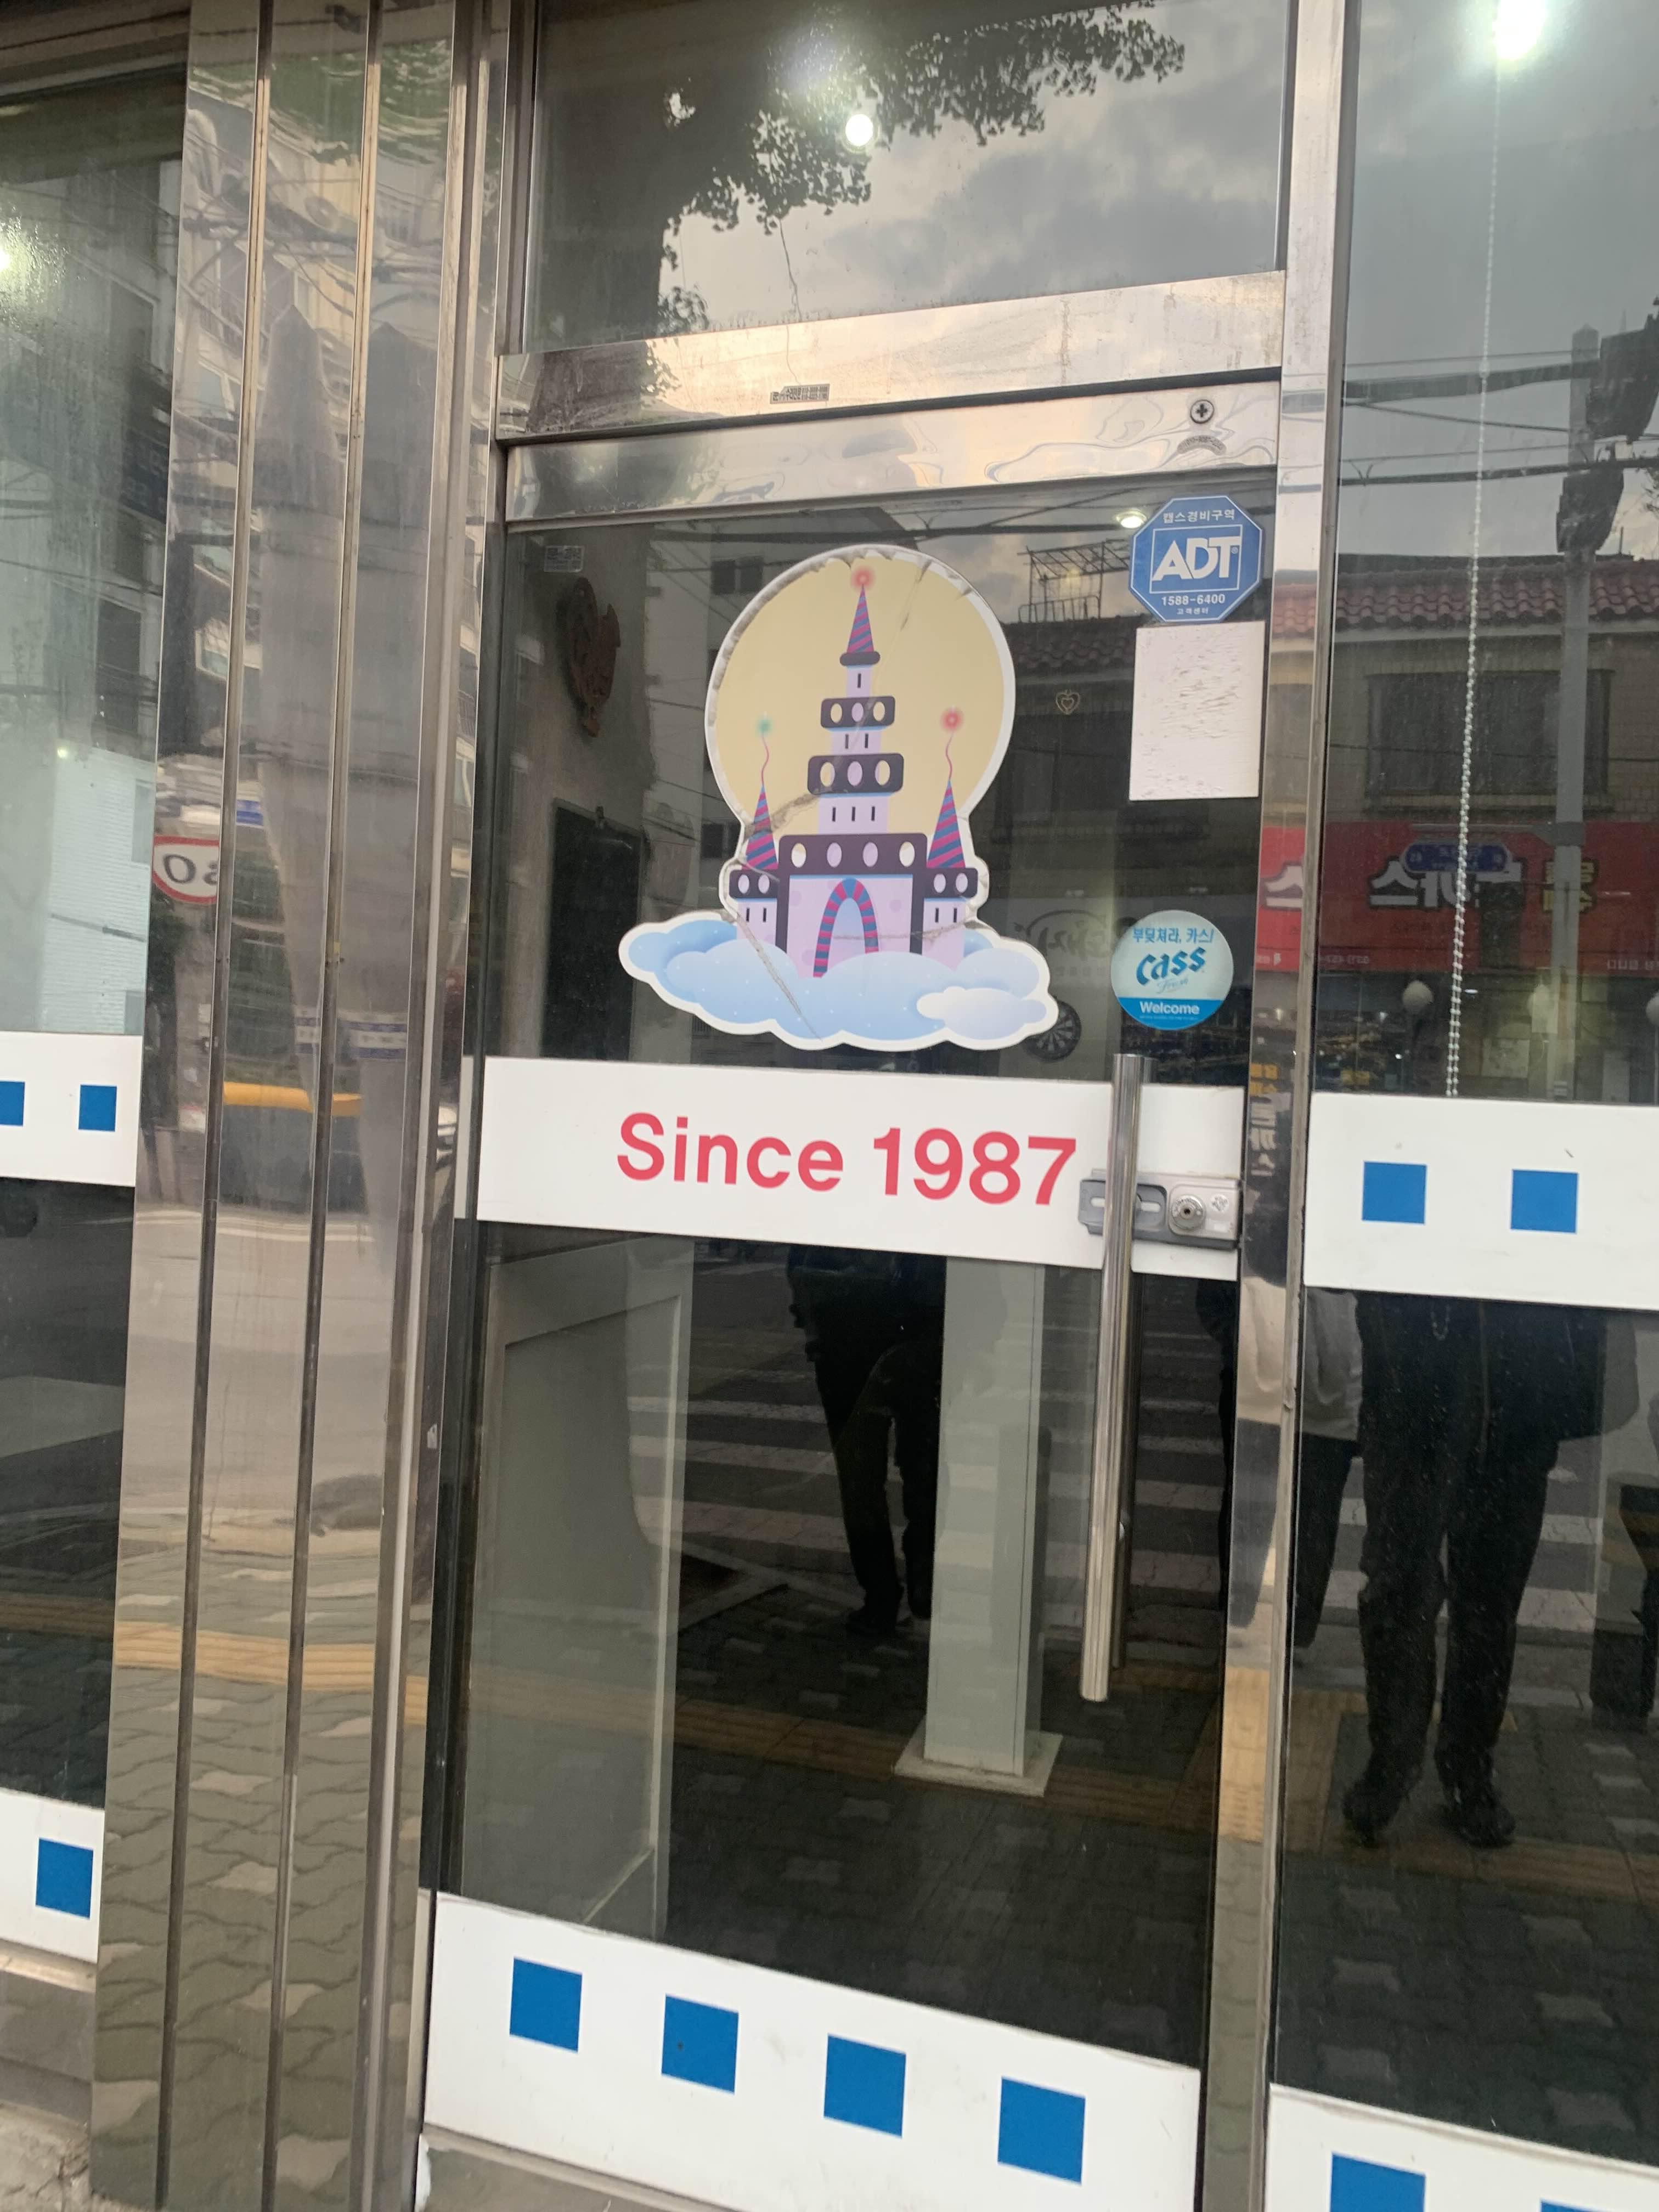 캡스경비구역
ADT
1588-6400
고객센터
부딪쳐라, 카스!
Cass
Fresh
Welcome
Since 1987